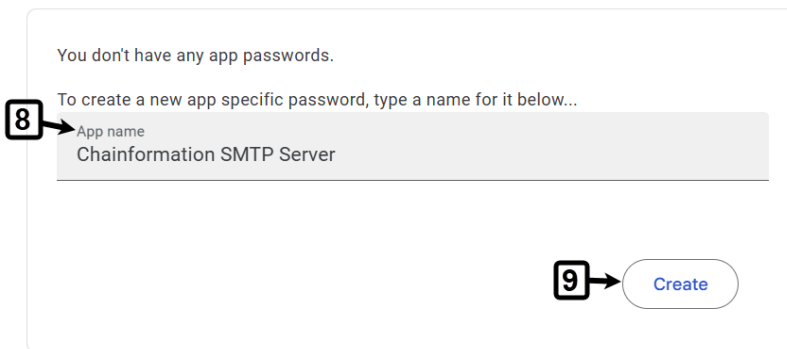 You don't have any app passwords.
To create a new app specific password, type a name for it below...
8
App name
Chainformation SMTP Server
9
Create